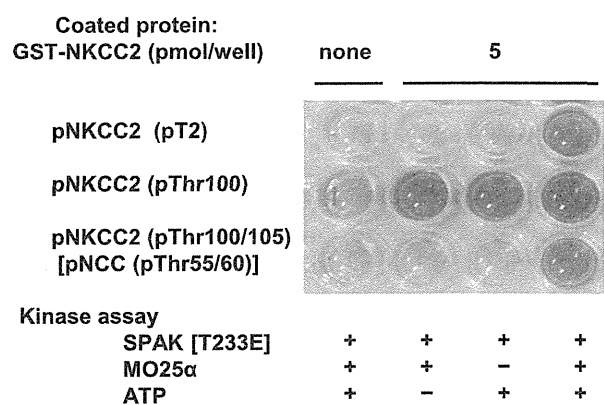 Coated protein:
GST-NKCC2 (pmol/well) none 5
pNKCC2 (pT2)
pNKCC2 (pThr100)
pNKCC2 (pThr100/105)
[pNCC (pThr55/60)]
Kinase assay
SPAK [T233E] + + + +
MO25α + + − +
ATP + − + +